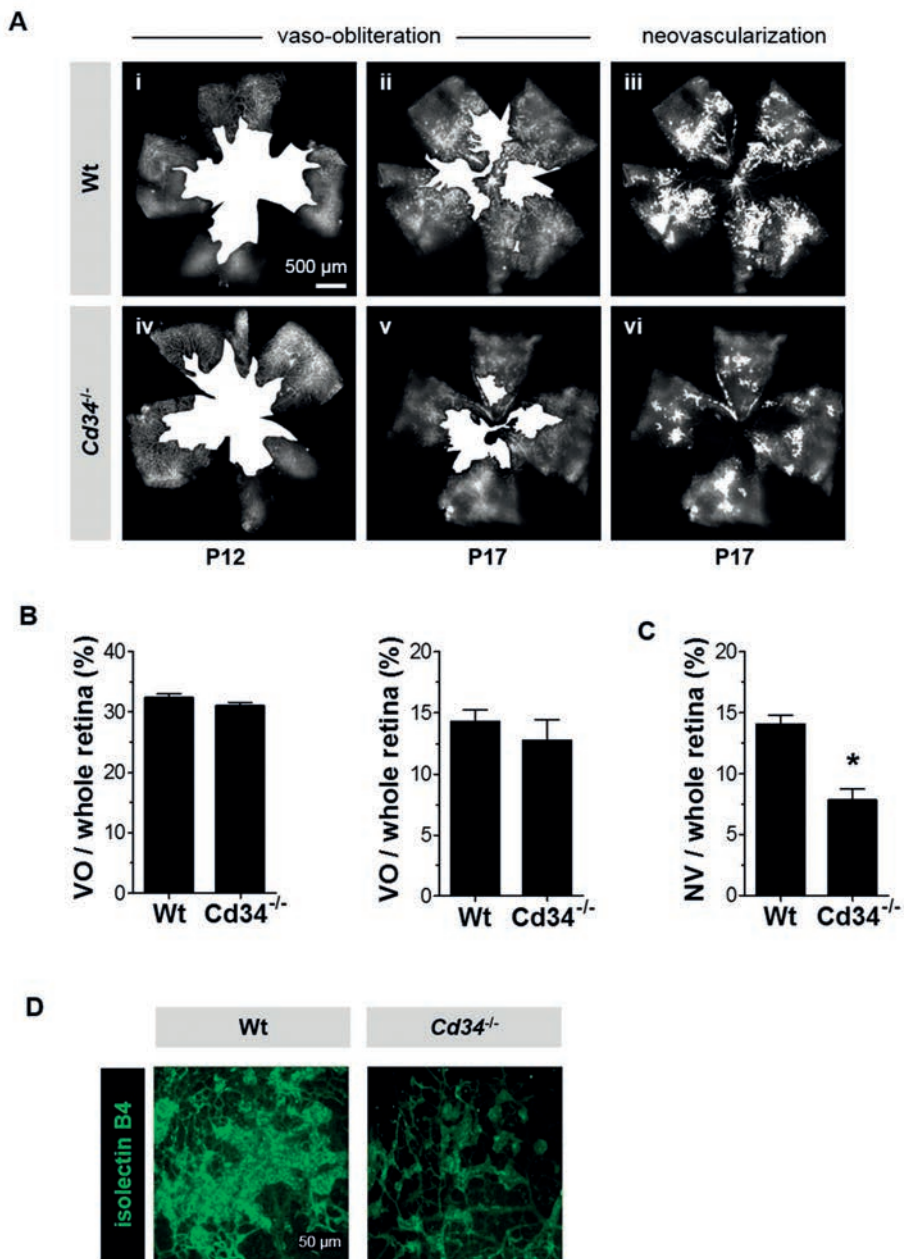 A
vaso-obliteration
neovascularization
Wt
i
ii
iii
500 µm
Cd34-/-
iv
v
vi
P12
P17
P17
B
VO / whole retina (%)
40
30
20
10
0
Wt
Cd34-/-
VO / whole retina (%)
20
15
10
5
0
Wt
Cd34-/-
C
NV / whole retina (%)
20
15
10
5
0
*
Wt
Cd34-/-
D
Wt
Cd34-/-
isolectin B4
50 µm